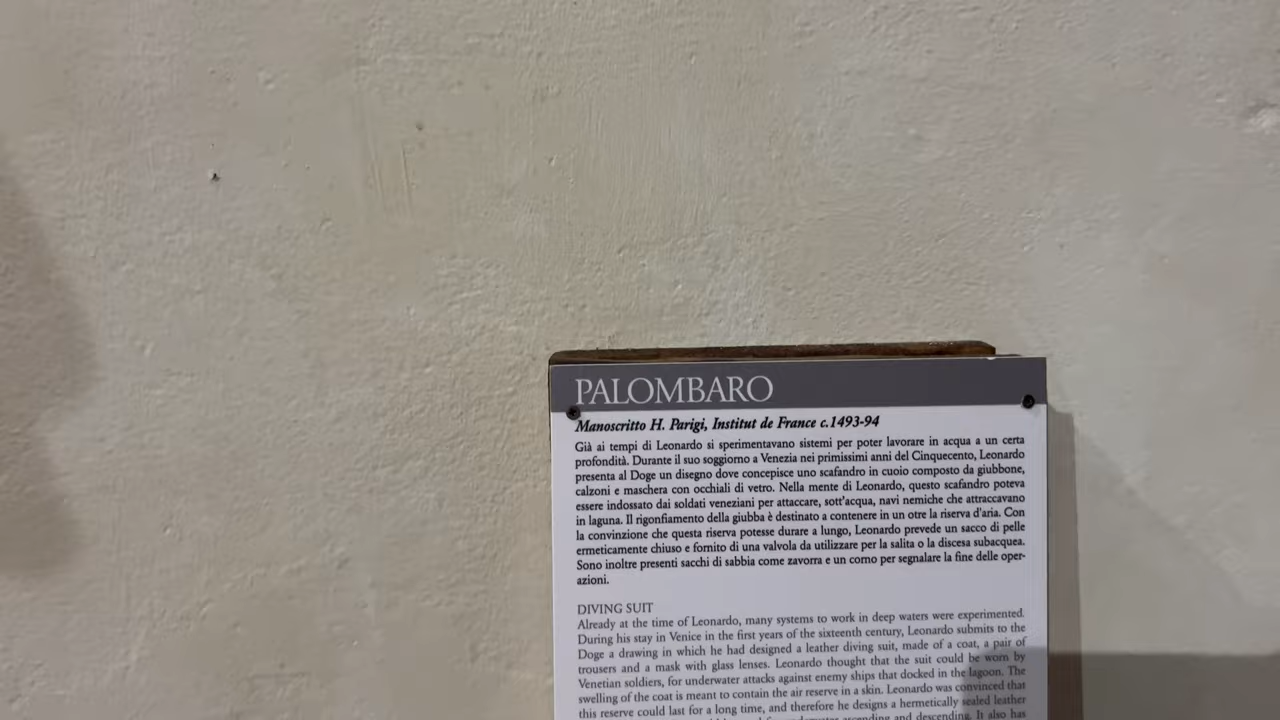 PALOMBARO
Manoscritto H. Parigi, Institut de France c.1493-94
Già ai tempi di Leonardo si sperimentavano sistemi per poter lavorare in acqua a un certa
profondità. Durante il suo soggiorno a Venezia nei primissimi anni del Cinquecento, Leonardo
presenta al Doge un disegno dove concepisce uno scafandro in cuoio composto da giubbone,
calzoni e maschera con occhiali di vetro. Nella mente di Leonardo, questo scafandro poteva
essere indossato dai soldati veneziani per attaccare, sott'acqua, navi nemiche che attraccavano
in laguna. Il rigonfiamento della giubba è destinato a contenere in un otre la riserva d'aria. Con
la convinzione che questa riserva potesse durare a lungo, Leonardo prevede un sacco di pelle
ermeticamente chiuso e fornito di una valvola da utilizzare per la salita o la discesa subacquea.
Sono inoltre presenti sacchi di sabbia come zavorra e un corno per segnalare la fine delle oper-
azioni.
DIVING SUIT
Already at the time of Leonardo, many systems to work in deep waters were experimented.
During his stay in Venice in the first years of the sixteenth century, Leonardo submits to the
Doge a drawing in which he had designed a leather diving suit, made of a coat, a pair of
trousers and a mask with glass lenses. Leonardo thought that the suit could be worn by
Venetian soldiers, for underwater attacks against enemy ships that docked in the lagoon. The
swelling of the coat is meant to contain the air reserve in a skin. Leonardo was convinced that
this reserve could last for a long time, and therefore he designs a hermetically sealed leather
ascending and descending. It also has